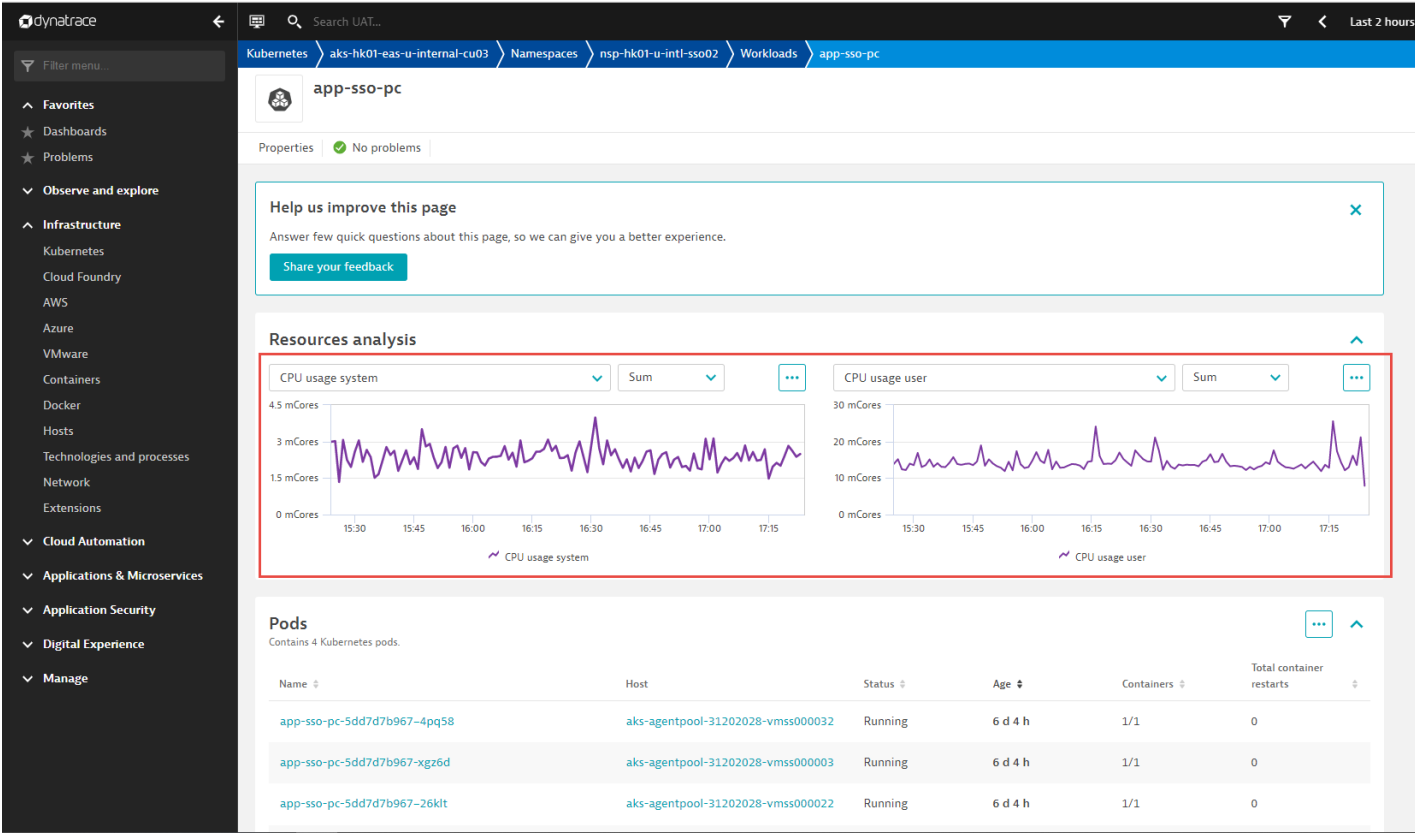 dynatrace
Search UAT...
Last 2 hours
Filter menu...
Favorites
Dashboards
Problems
Observe and explore
Infrastructure
Kubernetes
Cloud Foundry
AWS
Azure
VMware
Containers
Docker
Hosts
Technologies and processes
Network
Extensions
Cloud Automation
Applications & Microservices
Application Security
Digital Experience
Manage
Kubernetes aks-hk01-eas-u-internal-cu03 Namespaces nsp-hk01-u-intl-sso02 Workloads app-sso-pc
app-sso-pc
Properties No problems
Help us improve this page
Answer few quick questions about this page, so we can give you a better experience.
Share your feedback
Resources analysis
CPU usage system Sum ...
4.5 mCores
3 mCores
1.5 mCores
0 mCores
15:30 15:45 16:00 16:15 16:30 16:45 17:00 17:15
CPU usage system
CPU usage user Sum ...
30 mCores
20 mCores
10 mCores
0 mCores
15:30 15:45 16:00 16:15 16:30 16:45 17:00 17:15
CPU usage user
Pods
Contains 4 Kubernetes pods.
Name Host Status Age Containers Total container restarts
app-sso-pc-5dd7d7b967-4pq58 aks-agentpool-31202028-vmss000032 Running 6 d 4 h 1/1 0
app-sso-pc-5dd7d7b967-xgz6d aks-agentpool-31202028-vmss000003 Running 6 d 4 h 1/1 0
app-sso-pc-5dd7d7b967-26klt aks-agentpool-31202028-vmss000022 Running 6 d 4 h 1/1 0